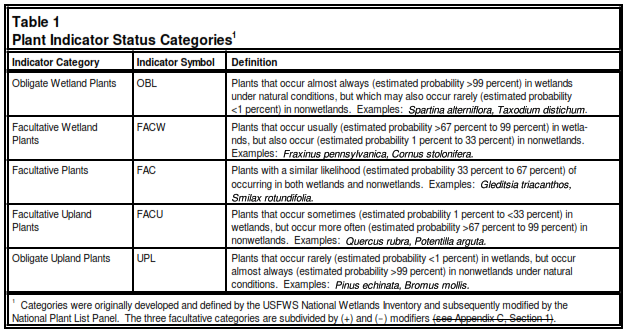 Table 1
Plant Indicator Status Categories¹
Indicator Category Indicator Symbol Definition
Obligate Wetland Plants OBL Plants that occur almost always (estimated probability >99 percent) in wetlands
under natural conditions, but which may also occur rarely (estimated probability
<1 percent) in nonwetlands. Examples: Spartina alterniflora, Taxodium distichum.
Facultative Wetland FACW Plants that occur usually (estimated probability >67 percent to 99 percent) in wetla-
Plants nds, but also occur (estimated probability 1 percent to 33 percent) in nonwetlands.
Examples: Fraxinus pennsylvanica, Cornus stolonifera.
Facultative Plants FAC Plants with a similar likelihood (estimated probability 33 percent to 67 percent) of
occurring in both wetlands and nonwetlands. Examples: Gleditsia triacanthos,
Smilax rotundifolia.
Facultative Upland FACU Plants that occur sometimes (estimated probability 1 percent to <33 percent) in
Plants wetlands, but occur more often (estimated probability >67 percent to 99 percent) in
nonwetlands. Examples: Quercus rubra, Potentilla arguta.
Obligate Upland Plants UPL Plants that occur rarely (estimated probability <1 percent) in wetlands, but occur
almost always (estimated probability >99 percent) in nonwetlands under natural
conditions. Examples: Pinus echinata, Bromus mollis.
¹ Categories were originally developed and defined by the USFWS National Wetlands Inventory and subsequently modified by the
National Plant List Panel. The three facultative categories are subdivided by (+) and (−) modifiers (see Appendix C, Section 1).